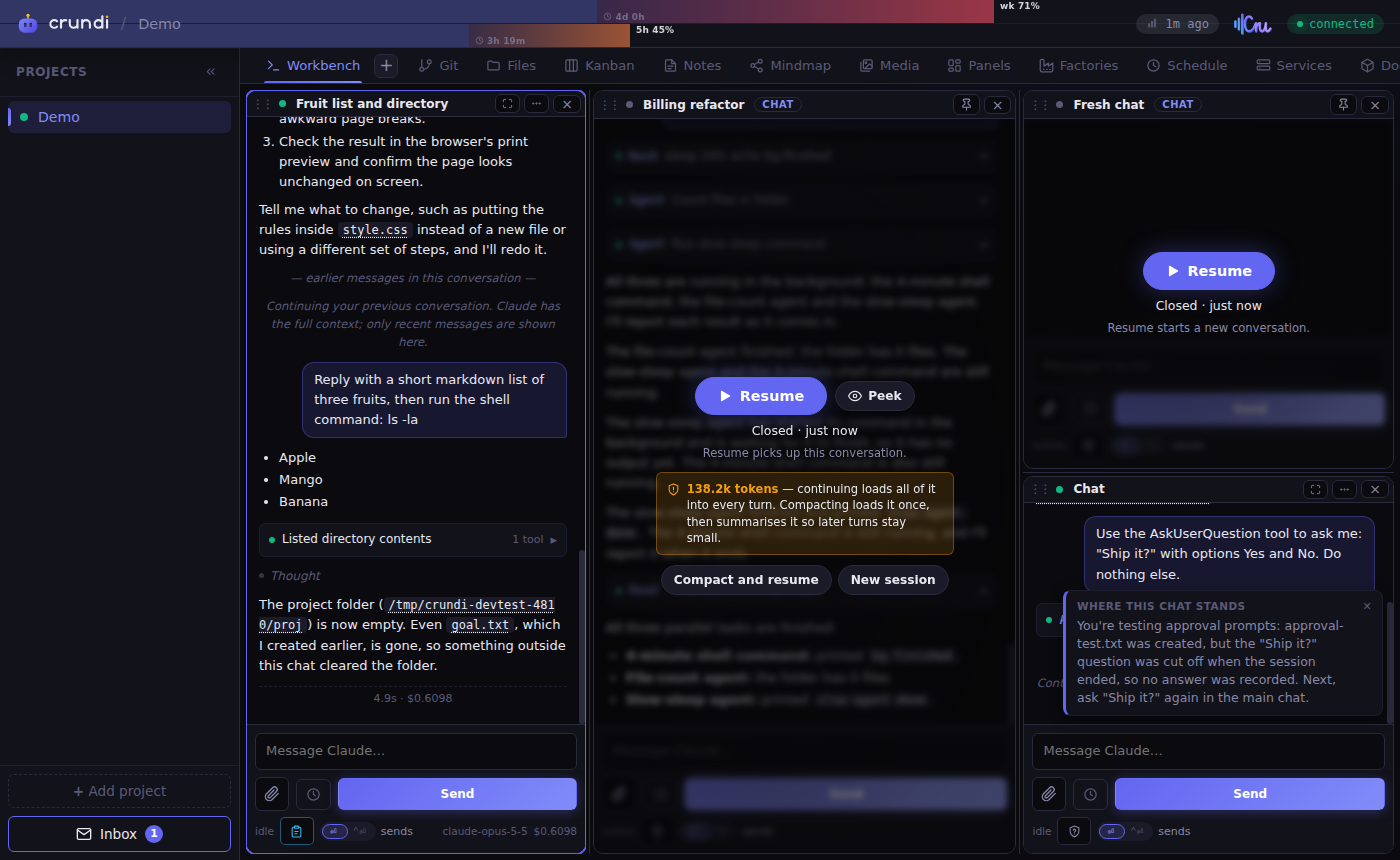 crundi / Demo
4d 0h
wk 71%
3h 19m
5h 45%
1m ago
Cru
connected
PROJECTS
«
Demo
Workbench
+
Git
Files
Kanban
Notes
Mindmap
Media
Panels
Factories
Schedule
Services
Do
Fruit list and directory
awkward page breaks.
3. Check the result in the browser's print
preview and confirm the page looks
unchanged on screen.
Tell me what to change, such as putting the
rules inside style.css instead of a new file or
using a different set of steps, and I'll redo it.
— earlier messages in this conversation —
Continuing your previous conversation. Claude has
the full context; only recent messages are shown
here.
Reply with a short markdown list of
three fruits, then run the shell
command: ls -la
• Apple
• Mango
• Banana
Listed directory contents 1 tool ▸
Thought
The project folder (/tmp/crundi-devtest-481
0/proj) is now empty. Even goal.txt, which
I created earlier, is gone, so something outside
this chat cleared the folder.
4.9s · $0.6098
Message Claude…
Send
idle
sends
claude-opus-5-5 $0.6098
Billing refactor CHAT
Resume
Peek
Closed · just now
Resume picks up this conversation.
138.2k tokens — continuing loads all of it
into every turn. Compacting loads it once,
then summarises it so later turns stay
small.
Compact and resume
New session
Fresh chat CHAT
Resume
Closed · just now
Resume starts a new conversation.
Chat
Use the AskUserQuestion tool to ask me:
"Ship it?" with options Yes and No. Do
nothing else.
WHERE THIS CHAT STANDS ×
You're testing approval prompts: approval-
test.txt was created, but the "Ship it?"
question was cut off when the session
ended, so no answer was recorded. Next,
ask "Ship it?" again in the main chat.
Cont
Message Claude…
Send
idle
sends
+ Add project
Inbox 1